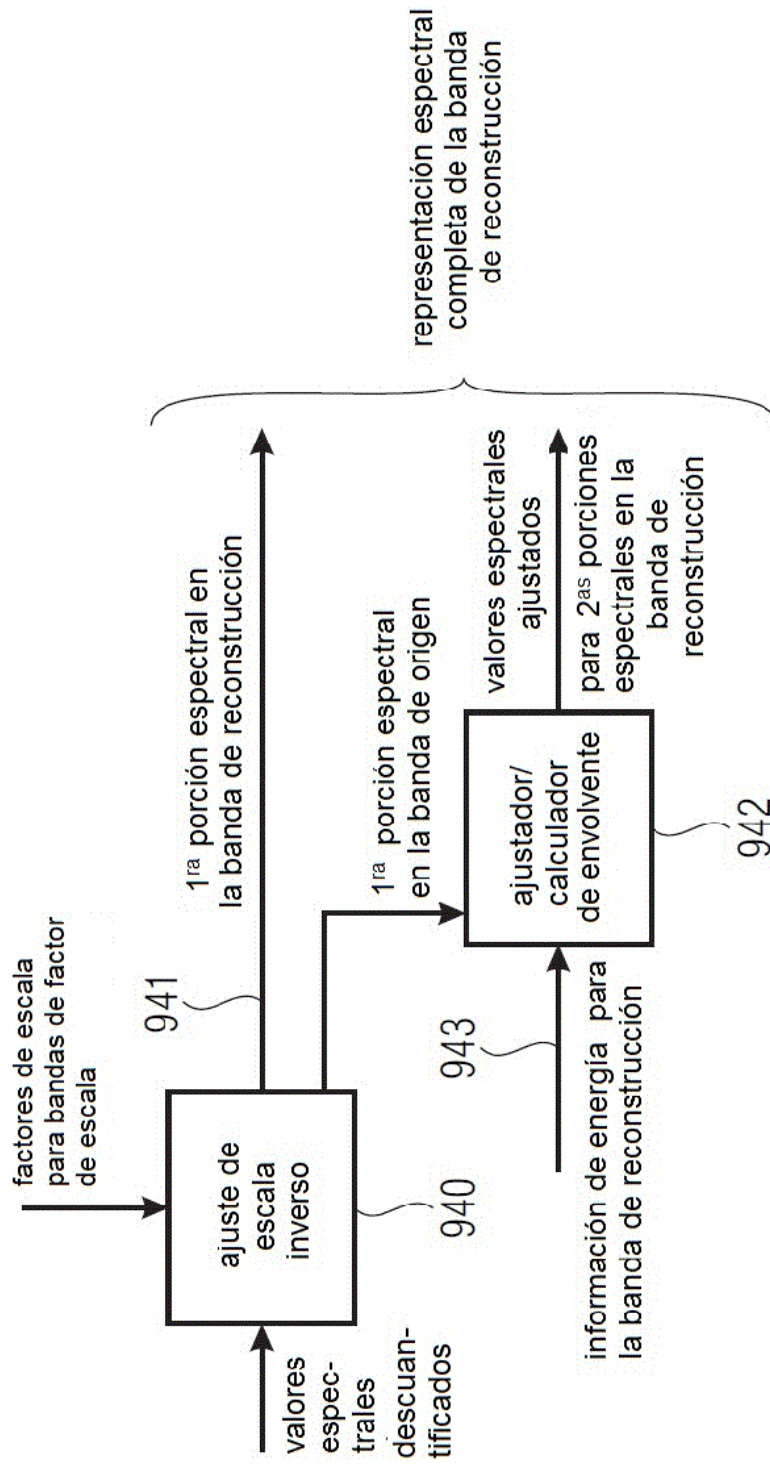 factores de escala
para bandas de factor
de escala
valores
espec-
trales
descuan-
tificados
ajuste de
escala
inverso
940
941
1ra porción espectral en
la banda de reconstrucción
1ra porción espectral
en la banda de origen
943
información de energía para
la banda de reconstrucción
ajustador/
calculador
de envolvente
942
valores espectrales
ajustados
para 2as porciones
espectrales en la
banda de
reconstrucción
representación espectral
completa de la banda
de reconstrucción